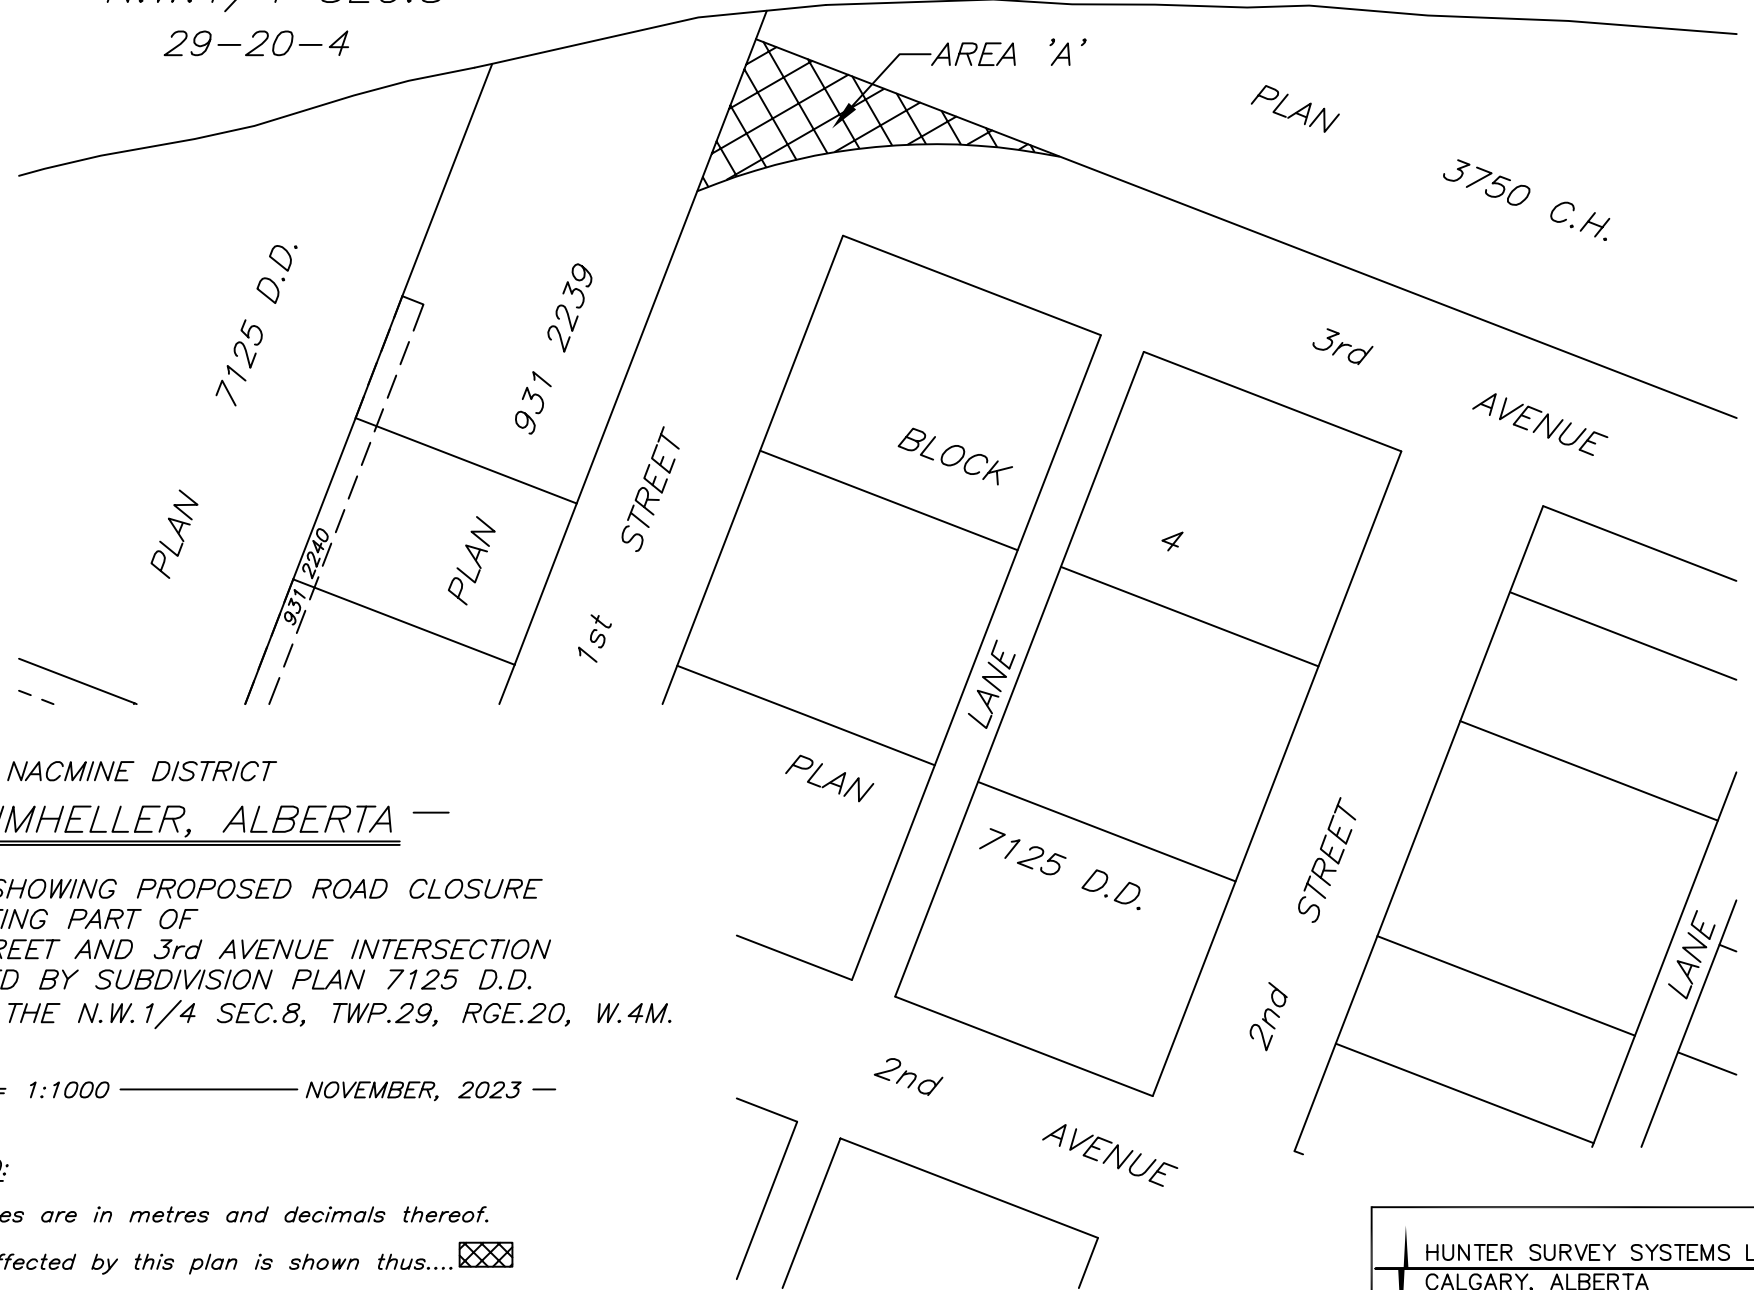 29-20-4
AREA 'A'
PLAN
3750 C.H.
PLAN 7125 D.D.
PLAN 931 2239
931 2240
1st STREET
3rd AVENUE
BLOCK
4
LANE
PLAN
7125 D.D.
2nd STREET
LANE
2nd AVENUE
NACMINE DISTRICT
MHELLER, ALBERTA —
SHOWING PROPOSED ROAD CLOSURE
ING PART OF
REET AND 3rd AVENUE INTERSECTION
D BY SUBDIVISION PLAN 7125 D.D.
THE N.W.1/4 SEC.8, TWP.29, RGE.20, W.4M.
= 1:1000 ——— NOVEMBER, 2023 —
es are in metres and decimals thereof.
ffected by this plan is shown thus....
HUNTER SURVEY SYSTEMS L
CALGARY, ALBERTA